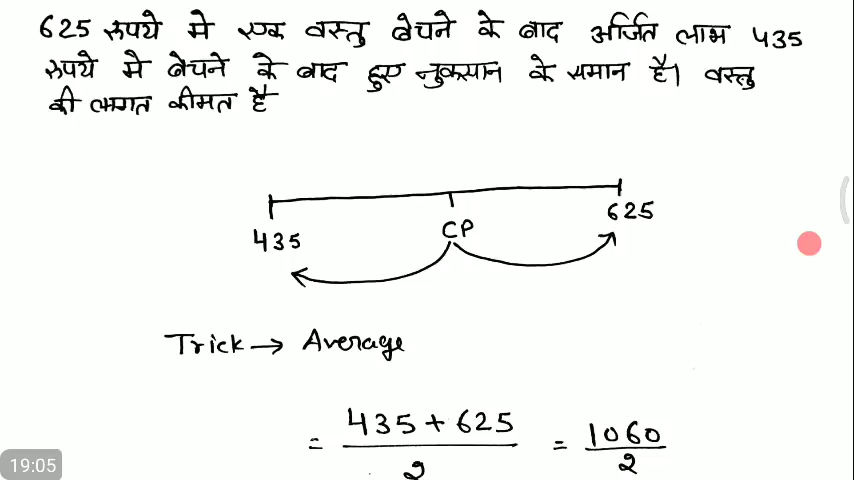 625 रूपये मे एक वस्तु बेचने के बाद अर्जित लाभ 435
रूपये मे बेचने के बाद हुए नुकसान के समान है। वस्तु
की लागत कीमत है
435 CP 625
Trick → Average
= 435 + 625 / 2 = 1060 / 2
19:05